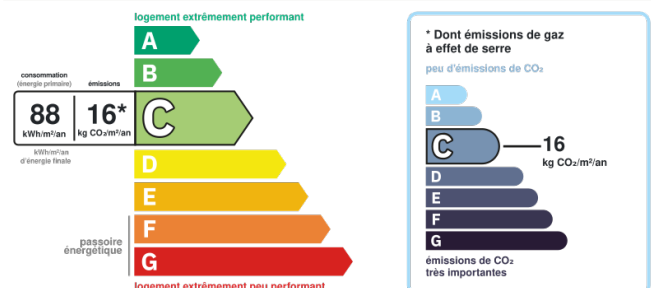 logement extrêmement performant
A
B
consommation
(énergie primaire)
émissions
88
kWh/m²/an
16*
kg CO₂/m²/an
C
kWh/m²/an
d'énergie finale
D
E
F
G
passoire
énergétique
logement extrêmement peu performant
* Dont émissions de gaz
à effet de serre
peu d'émissions de CO₂
A
B
C
16
kg CO₂/m²/an
D
E
F
G
émissions de CO₂
très importantes